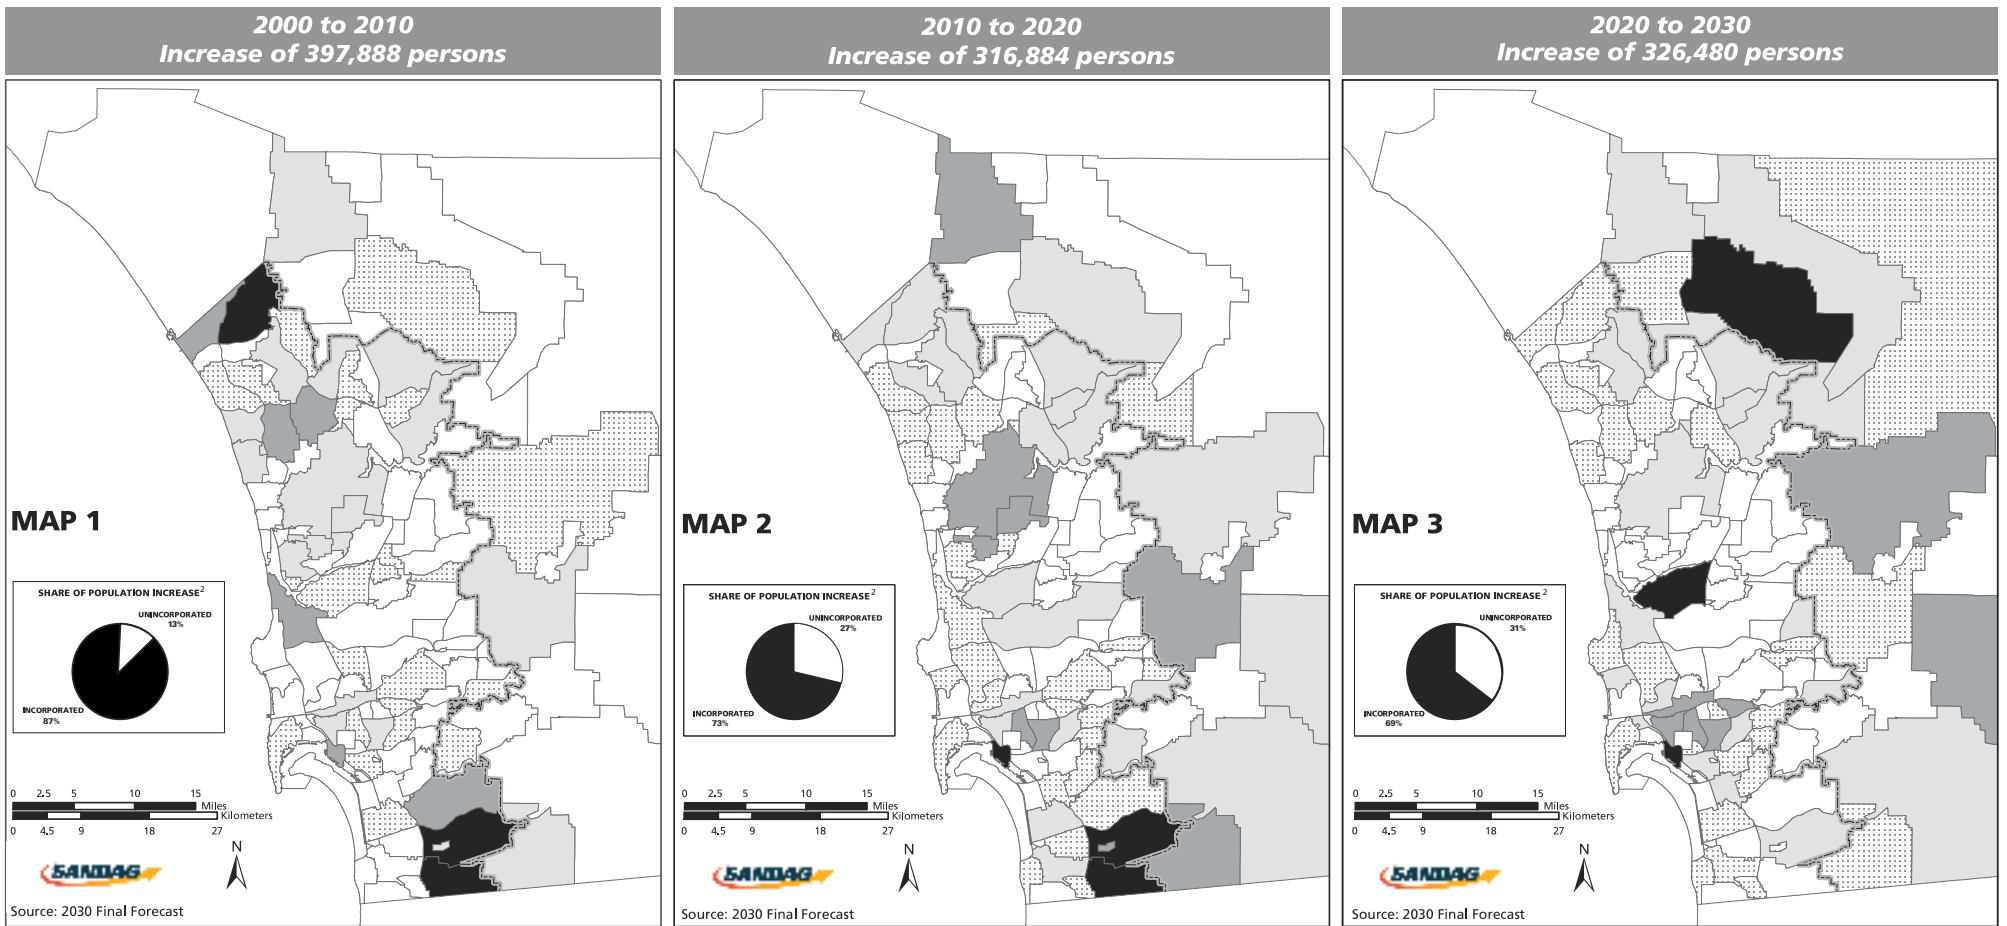 2000 to 2010
Increase of 397,888 persons
MAP 1
SHARE OF POPULATION INCREASE2
UNINCORPORATED
13%
INCORPORATED
87%
0 2.5 5 10 15
Miles
Kilometers
0 4.5 9 18 27
N
SANDAG
Source: 2030 Final Forecast
2010 to 2020
Increase of 316,884 persons
MAP 2
SHARE OF POPULATION INCREASE2
UNINCORPORATED
27%
INCORPORATED
73%
0 2.5 5 10 15
Miles
Kilometers
0 4.5 9 18 27
N
SANDAG
Source: 2030 Final Forecast
2020 to 2030
Increase of 326,480 persons
MAP 3
SHARE OF POPULATION INCREASE2
UNINCORPORATED
31%
INCORPORATED
69%
0 2.5 5 10 15
Miles
Kilometers
0 4.5 9 18 27
N
SANDAG
Source: 2030 Final Forecast